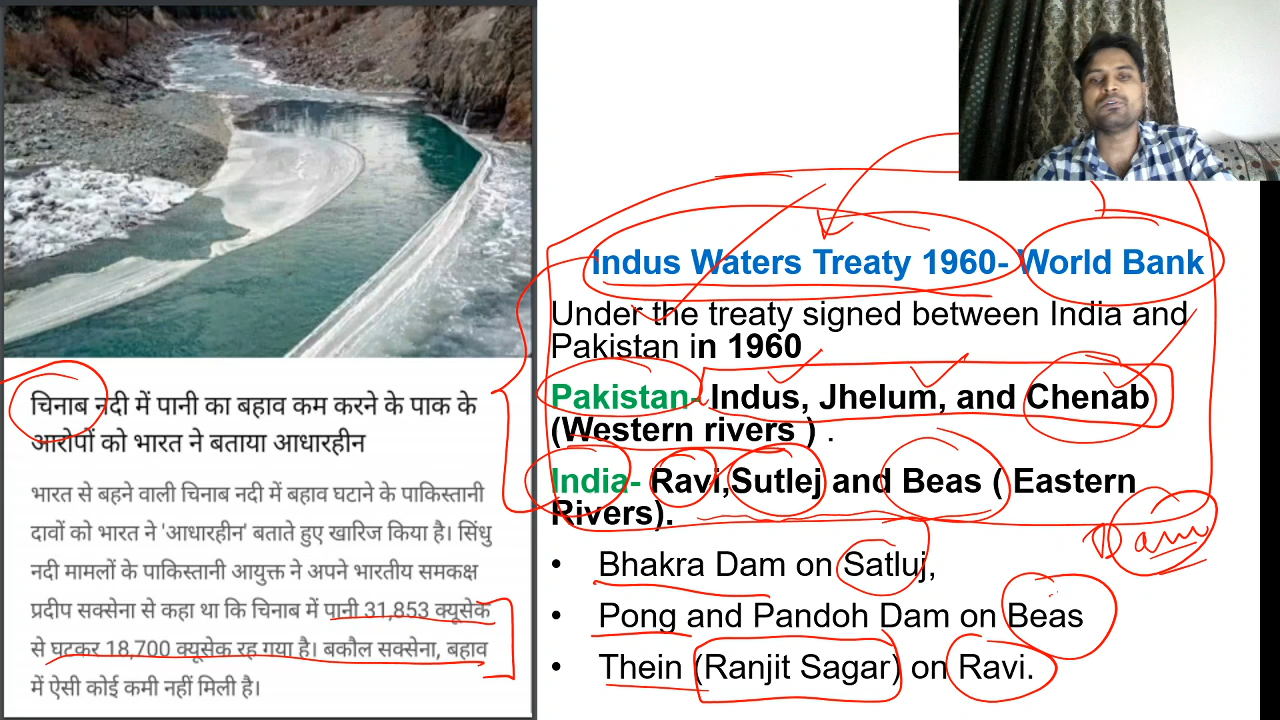 चिनाब नदी में पानी का बहाव कम करने के पाक के
आरोपों को भारत ने बताया आधारहीन
भारत से बहने वाली चिनाब नदी में बहाव घटाने के पाकिस्तानी
दावों को भारत ने 'आधारहीन' बताते हुए खारिज किया है। सिंधु
नदी मामलों के पाकिस्तानी आयुक्त ने अपने भारतीय समकक्ष
प्रदीप सक्सेना से कहा था कि चिनाब में पानी 31,853 क्यूसेक
से घटकर 18,700 क्यूसेक रह गया है। बकौल सक्सेना, बहाव
में ऐसी कोई कमी नहीं मिली है।
Indus Waters Treaty 1960- World Bank
Under the treaty signed between India and
Pakistan in 1960
Pakistan- Indus, Jhelum, and Chenab
(Western rivers ) .
India- Ravi,Sutlej and Beas ( Eastern
Rivers).
Dam
• Bhakra Dam on Satluj,
• Pong and Pandoh Dam on Beas
• Thein (Ranjit Sagar) on Ravi.